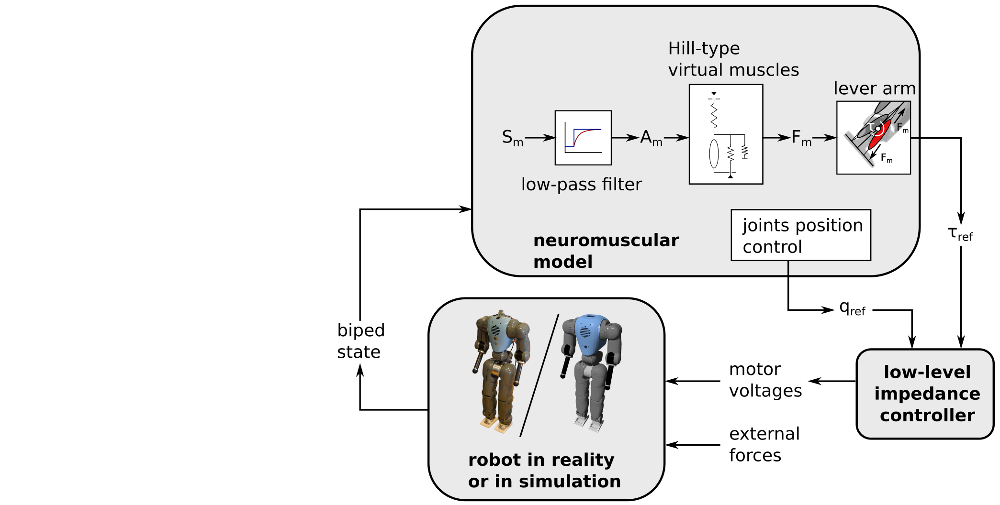 Hill-type
virtual muscles
lever arm
Sm
Am
Fm
τ
Fm
Fm
low-pass filter
joints position
control
neuromuscular
model
τref
qref
biped
state
motor
voltages
low-level
impedance
controller
external
forces
robot in reality
or in simulation